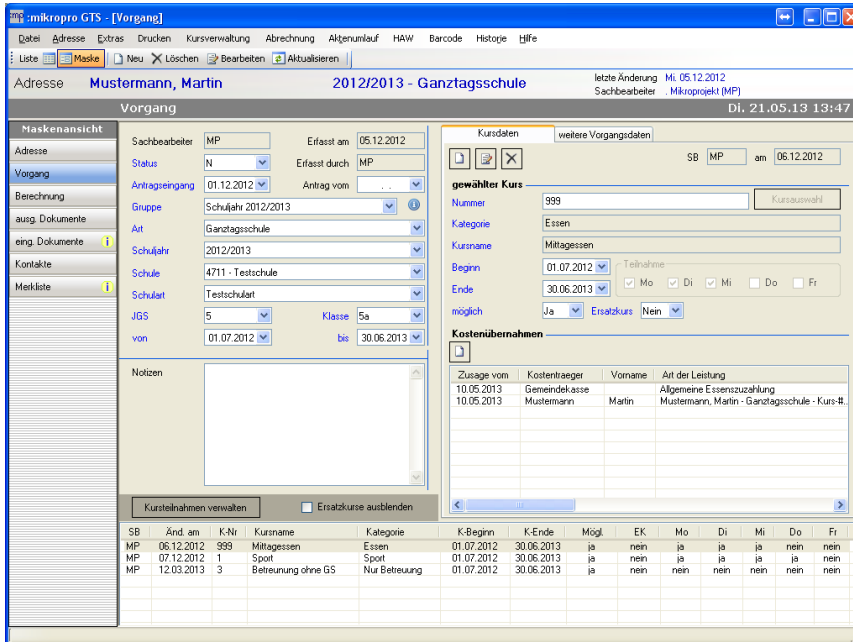 :mp :mikropro GTS - [Vorgang]
Datei Adresse Extras Drucken Kursverwaltung Abrechnung Aktenumlauf HAW Barcode Historie Hilfe
Liste Maske Neu Löschen Bearbeiten Aktualisieren
Adresse Mustermann, Martin 2012/2013 - Ganztagsschule
letzte Änderung Mi. 05.12.2012
Sachbearbeiter . Mikroprojekt (MP)
Vorgang Di. 21.05.13 13:47
Maskenansicht
Adresse
Vorgang
Berechnung
ausg. Dokumente
eing. Dokumente i
Kontakte
Merkliste i
Sachbearbeiter MP Erfasst am 05.12.2012
Status N Erfasst durch MP
Antragseingang 01.12.2012 Antrag vom . .
Gruppe Schuljahr 2012/2013
Art Ganztagsschule
Schuljahr 2012/2013
Schule 4711 - Testschule
Schulart Testschulart
JGS 5 Klasse 5a
von 01.07.2012 bis 30.06.2013
Notizen
Kursteilnahmen verwalten Ersatzkurse ausblenden
Kursdaten weitere Vorgangsdaten
SB MP am 06.12.2012
gewählter Kurs
Nummer 999 Kursauswahl
Kategorie Essen
Kursname Mittagessen
Beginn 01.07.2012 Teilnahme
Ende 30.06.2013 Mo Di Mi Do Fr
möglich Ja Ersatzkurs Nein
Kostenübernahmen
Zusage vom Kostentraeger Vorname Art der Leistung
10.05.2013 Gemeindekasse Allgemeine Essenszuzahlung
10.05.2013 Mustermann Martin Mustermann, Martin - Ganztagsschule - Kurs-#..
SB Änd. am K-Nr Kursname Kategorie K-Beginn K-Ende Mögl. EK Mo Di Mi Do Fr
MP 06.12.2012 999 Mittagessen Essen 01.07.2012 30.06.2013 ja nein ja ja ja nein nein
MP 07.12.2012 1 Sport Sport 01.07.2012 30.06.2013 ja nein ja ja ja ja nein
MP 12.03.2013 3 Betreunung ohne GS Nur Betreuung 01.07.2012 30.06.2013 ja nein nein nein nein nein nein